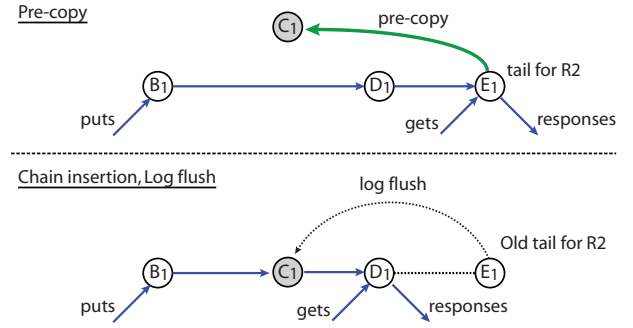 Pre-copy
C1
pre-copy
tail for R2
B1
D1
E1
puts
gets
responses
Chain insertion, Log flush
log flush
Old tail for R2
B1
C1
D1
E1
puts
gets
responses